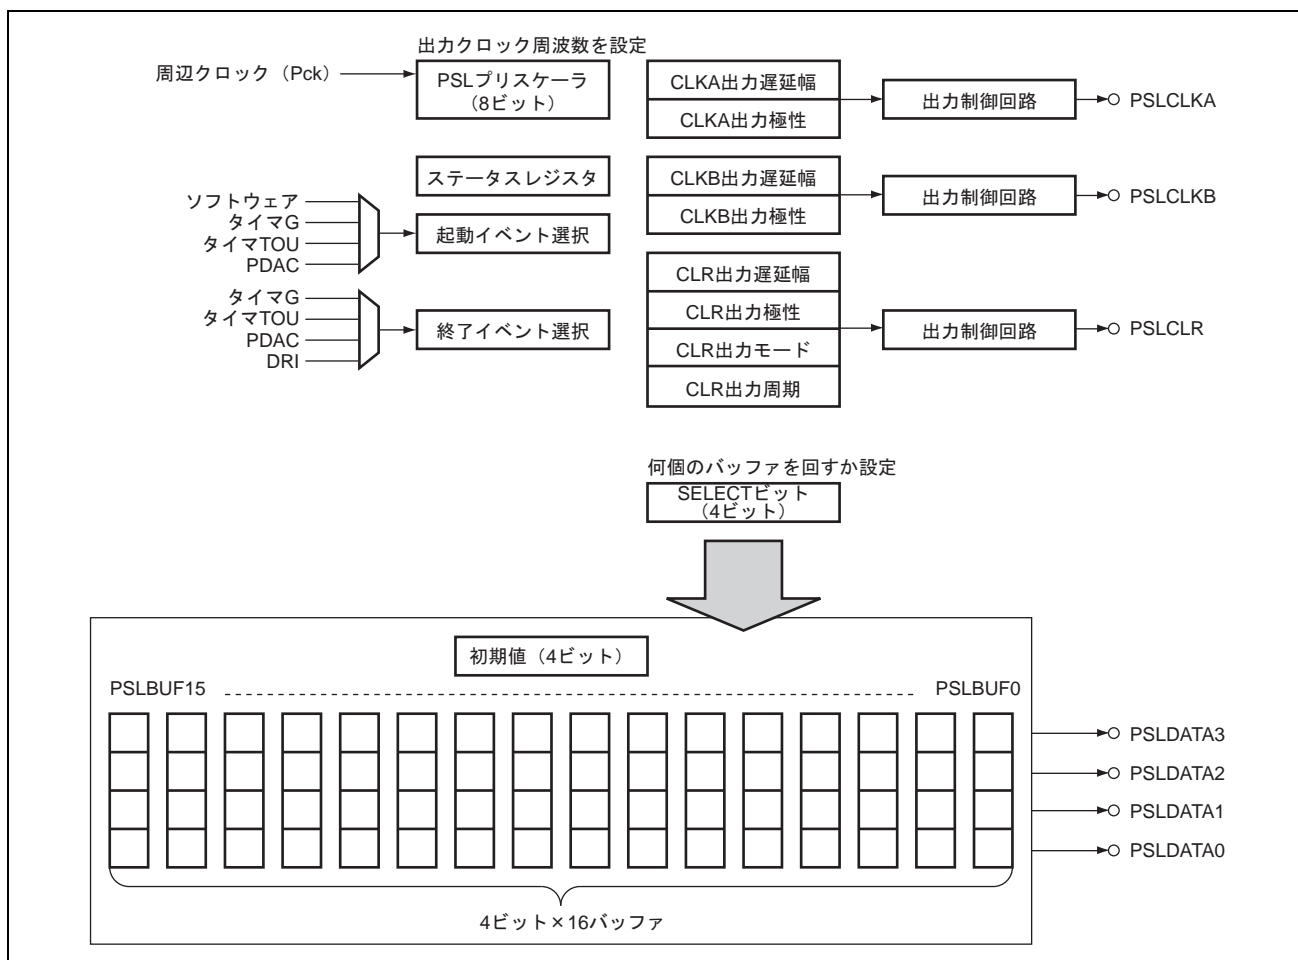 出力クロック周波数を設定
周辺クロック（Pck）
PSLプリスケーラ
（8ビット）
CLKA出力遅延幅
CLKA出力極性
出力制御回路
PSLCLKA
ステータスレジスタ
CLKB出力遅延幅
CLKB出力極性
出力制御回路
PSLCLKB
ソフトウェア
タイマG
タイマTOU
PDAC
起動イベント選択
タイマG
タイマTOU
PDAC
DRI
終了イベント選択
CLR出力遅延幅
CLR出力極性
CLR出力モード
CLR出力周期
出力制御回路
PSLCLR
何個のバッファを回すか設定
SELECTビット
（4ビット）
初期値（4ビット）
PSLBUF15
PSLBUF0
PSLDATA3
PSLDATA2
PSLDATA1
PSLDATA0
4ビット×16バッファ